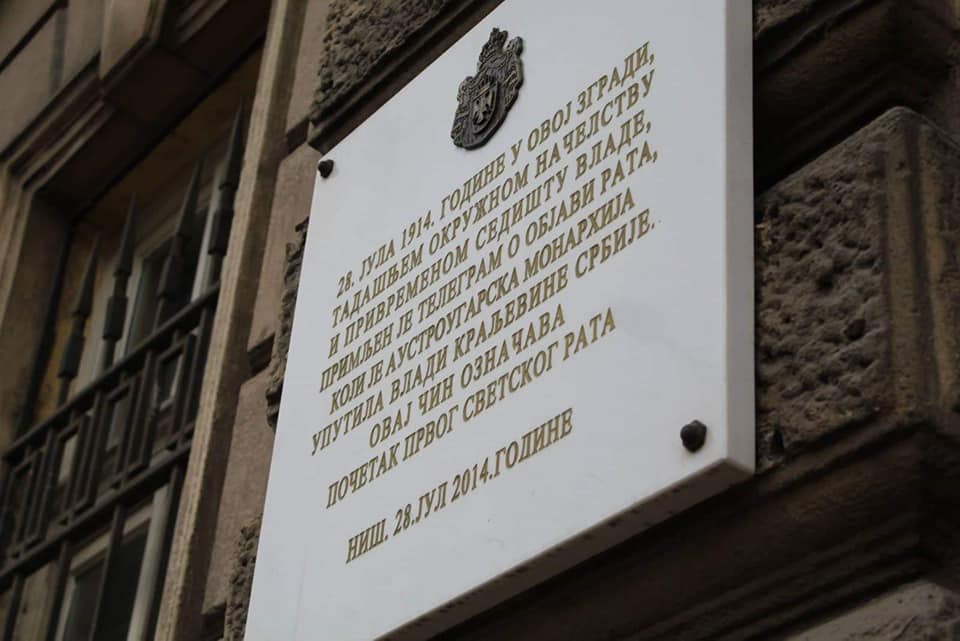 28. ЈУЛА 1914. ГОДИНЕ У ОВОЈ ЗГРАДИ,
ТАДАШЊЕМ ОКРУЖНОМ НАЧЕЛСТВУ
И ПРИВРЕМЕНОМ СЕДИШТУ ВЛАДЕ,
ПРИМЉЕН ЈЕ ТЕЛЕГРАМ О ОБЈАВИ РАТА,
КОЈИ ЈЕ АУСТРОУГАРСКА МОНАРХИЈА
УПУТИЛА ВЛАДИ КРАЉЕВИНЕ СРБИЈЕ.
ОВАЈ ЧИН ОЗНАЧАВА
ПОЧЕТАК ПРВОГ СВЕТСКОГ РАТА
НИШ. 28.ЈУЛ 2014.ГОДИНЕ